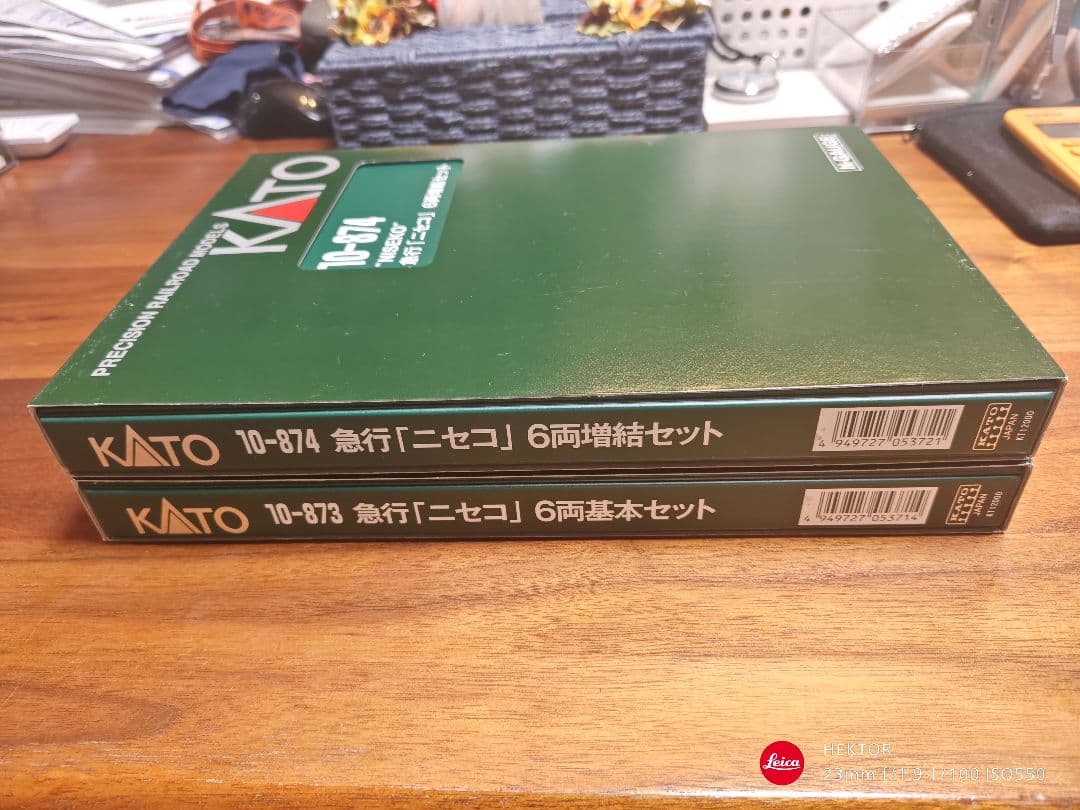 KATO
PRECISION RAILROAD MODELS
10-874
"NISEKO"
急行「ニセコ」 6両増結セット
KATO 10-874 急行「ニセコ」 6両増結セット
4 949727 053721
KATO
JAPAN
K112000
KATO 10-873 急行「ニセコ」 6両基本セット
4 949727 053714
KATO
JAPAN
K112000
Leica
HEKTOR
23mm f/1.9 1/100 ISO550